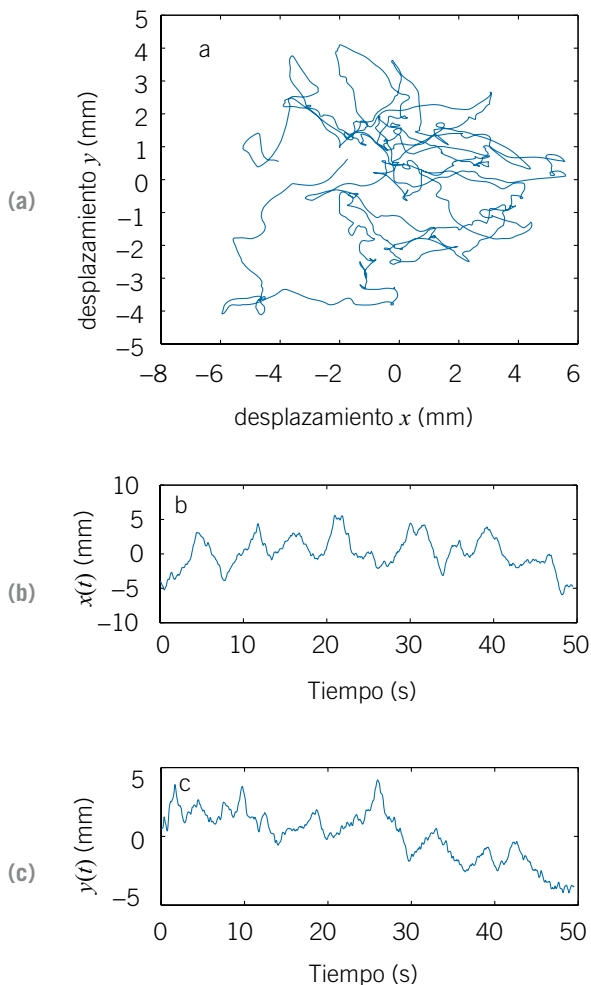 (a)
a
desplazamiento y (mm)
5
4
3
2
1
0
−1
−2
−3
−4
−5
−8 −6 −4 −2 0 2 4 6
desplazamiento x (mm)
(b)
b
x(t) (mm)
10
5
0
−5
−10
0 10 20 30 40 50
Tiempo (s)
(c)
c
y(t) (mm)
5
0
−5
0 10 20 30 40 50
Tiempo (s)